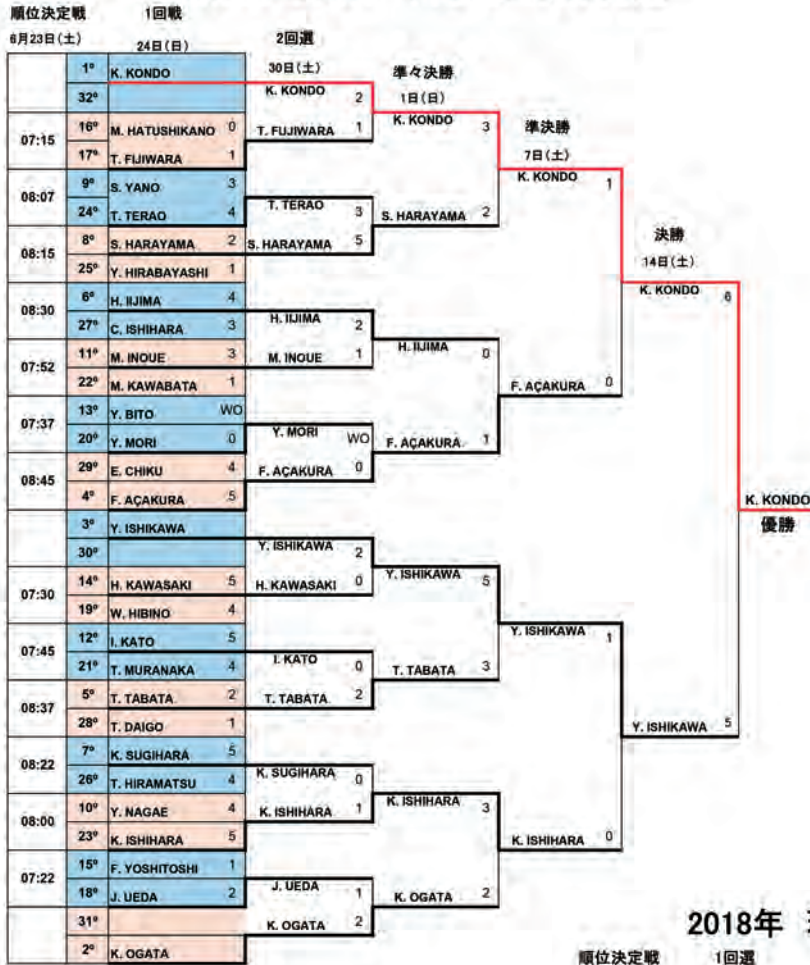 順位決定戦 1回戦
6月23日(土) 24日(日) 2回選
30日(土) 準々決勝
1日(日) 準決勝
7日(土) 決勝
14日(土)
1º K. KONDO
32º
07:15 16º M. HATUSHIKANO 0
17º T. FIJIWARA 1
08:07 9º S. YANO 3
24º T. TERAO 4
08:15 8º S. HARAYAMA 2
25º Y. HIRABAYASHI 1
08:30 6º H. IIJIMA 4
27º C. ISHIHARA 3
07:52 11º M. INOUE 3
22º M. KAWABATA 1
07:37 13º Y. BITO WO
20º Y. MORI 0
08:45 29º E. CHIKU 4
4º F. AÇAKURA 5
3º Y. ISHIKAWA
30º
07:30 14º H. KAWASAKI 5
19º W. HIBINO 4
07:45 12º I. KATO 5
21º T. MURANAKA 4
08:37 5º T. TABATA 2
28º T. DAIGO 1
08:22 7º K. SUGIHARA 5
26º T. HIRAMATSU 4
08:00 10º Y. NAGAE 4
23º K. ISHIHARA 5
07:22 15º F. YOSHITOSHI 1
18º J. UEDA 2
31º
2º K. OGATA
K. KONDO 2
T. FUJIWARA 1
T. TERAO 3
S. HARAYAMA 5
H. IIJIMA 2
M. INOUE 1
Y. MORI WO
F. AÇAKURA 0
Y. ISHIKAWA 2
H. KAWASAKI 0
I. KATO 0
T. TABATA 2
K. SUGIHARA 0
K. ISHIHARA 1
J. UEDA 1
K. OGATA 2
K. KONDO 3
S. HARAYAMA 2
H. IIJIMA 0
F. AÇAKURA 1
Y. ISHIKAWA 5
T. TABATA 3
K. ISHIHARA 3
K. OGATA 2
K. KONDO 1
F. AÇAKURA 0
Y. ISHIKAWA 1
K. ISHIHARA 0
K. KONDO 6
Y. ISHIKAWA 5
K. KONDO
優勝
2018年
順位決定戦 1回選